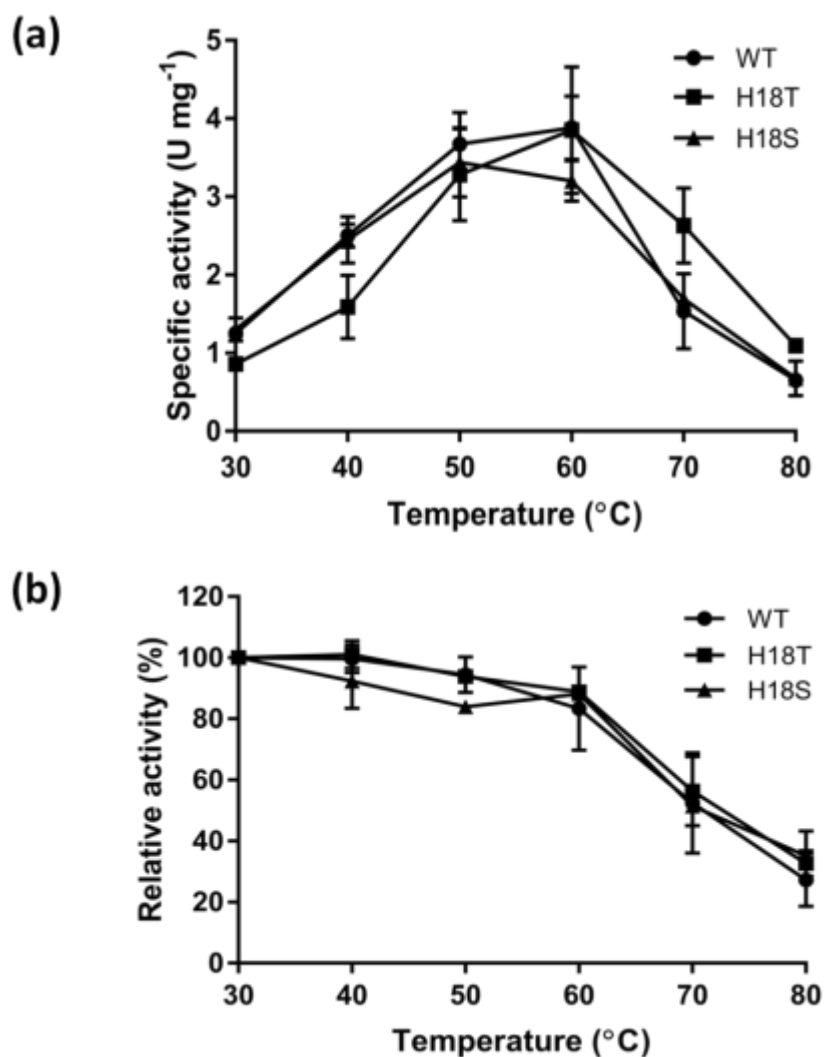 (a)
Specific activity (U mg⁻¹)
5
4
3
2
1
0
WT
H18T
H18S
30 40 50 60 70 80
Temperature (°C)
(b)
Relative activity (%)
120
100
80
60
40
20
0
WT
H18T
H18S
30 40 50 60 70 80
Temperature (°C)